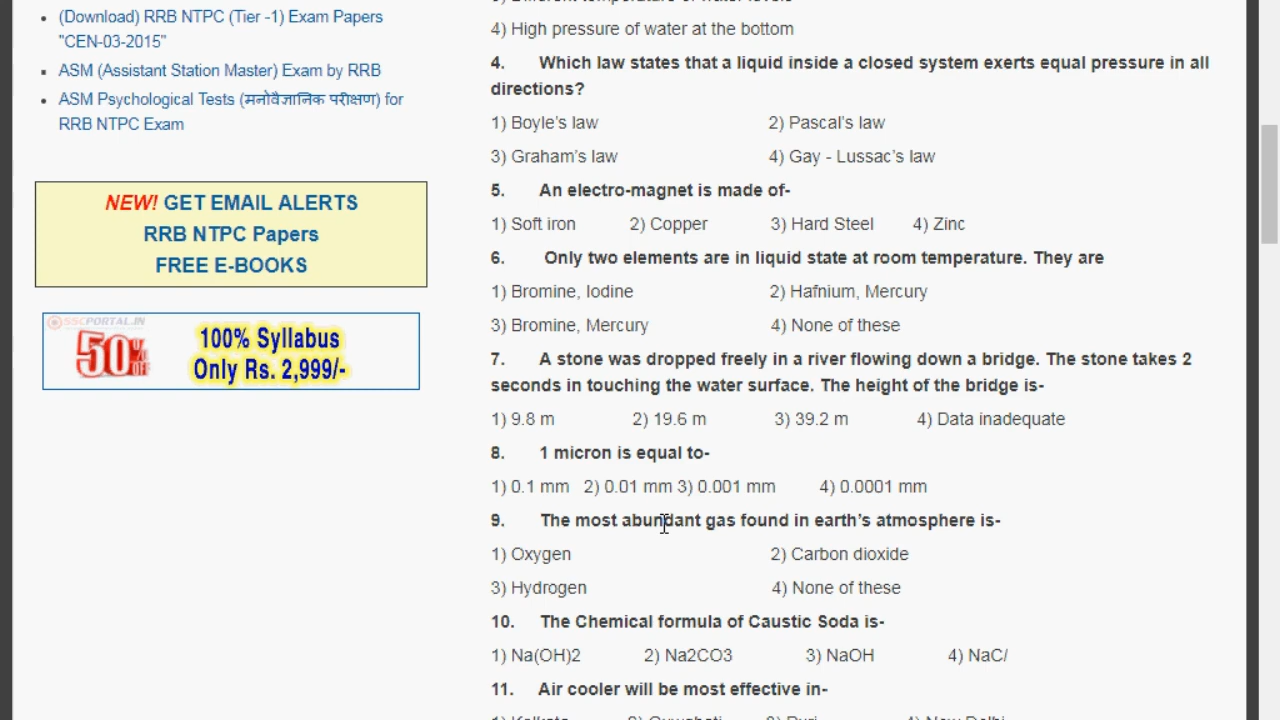 (Download) RRB NTPC (Tier -1) Exam Papers
"CEN-03-2015"
ASM (Assistant Station Master) Exam by RRB
ASM Psychological Tests (मनोवैज्ञानिक परीक्षण) for
RRB NTPC Exam
NEW! GET EMAIL ALERTS
RRB NTPC Papers
FREE E-BOOKS
SSCPORTAL.IN
50% OFF
100% Syllabus
Only Rs. 2,999/-
4) High pressure of water at the bottom
4. Which law states that a liquid inside a closed system exerts equal pressure in all
directions?
1) Boyle’s law 2) Pascal’s law
3) Graham’s law 4) Gay - Lussac’s law
5. An electro-magnet is made of-
1) Soft iron 2) Copper 3) Hard Steel 4) Zinc
6. Only two elements are in liquid state at room temperature. They are
1) Bromine, Iodine 2) Hafnium, Mercury
3) Bromine, Mercury 4) None of these
7. A stone was dropped freely in a river flowing down a bridge. The stone takes 2
seconds in touching the water surface. The height of the bridge is-
1) 9.8 m 2) 19.6 m 3) 39.2 m 4) Data inadequate
8. 1 micron is equal to-
1) 0.1 mm 2) 0.01 mm 3) 0.001 mm 4) 0.0001 mm
9. The most abundant gas found in earth’s atmosphere is-
1) Oxygen 2) Carbon dioxide
3) Hydrogen 4) None of these
10. The Chemical formula of Caustic Soda is-
1) Na(OH)2 2) Na2CO3 3) NaOH 4) NaC/
11. Air cooler will be most effective in-